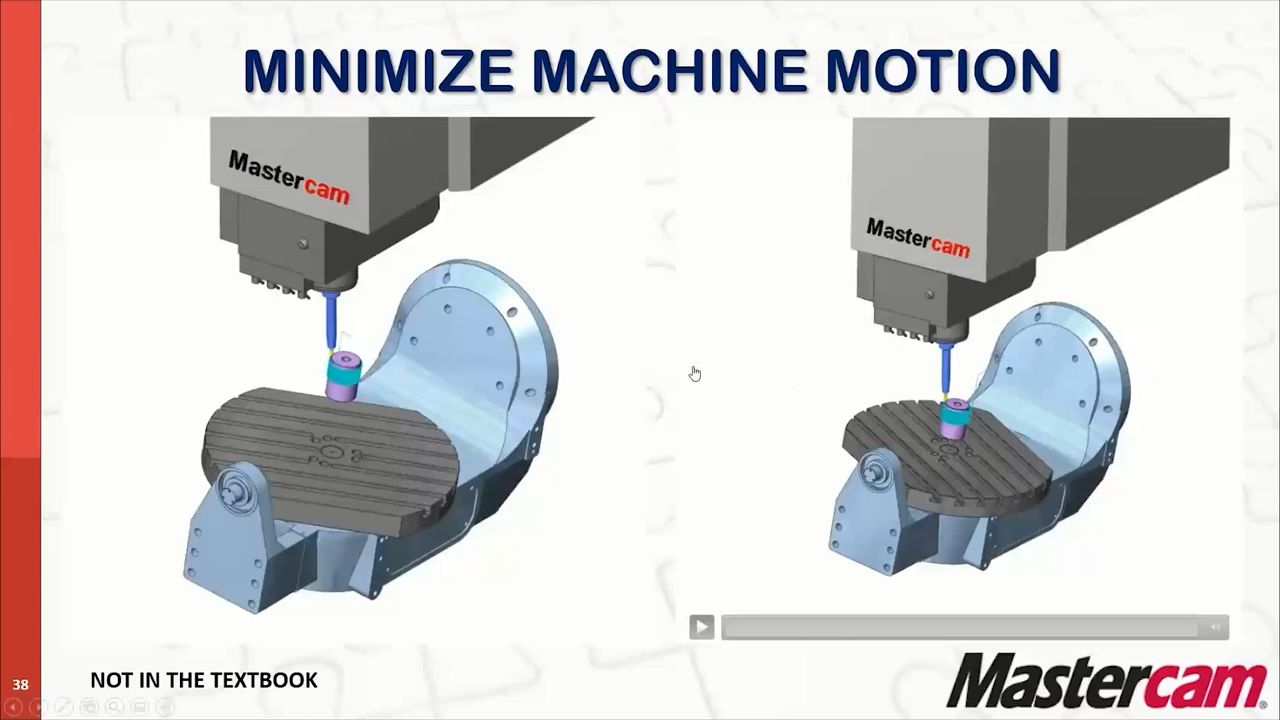 MINIMIZE MACHINE MOTION
Mastercam
Mastercam
38
NOT IN THE TEXTBOOK
Mastercam®